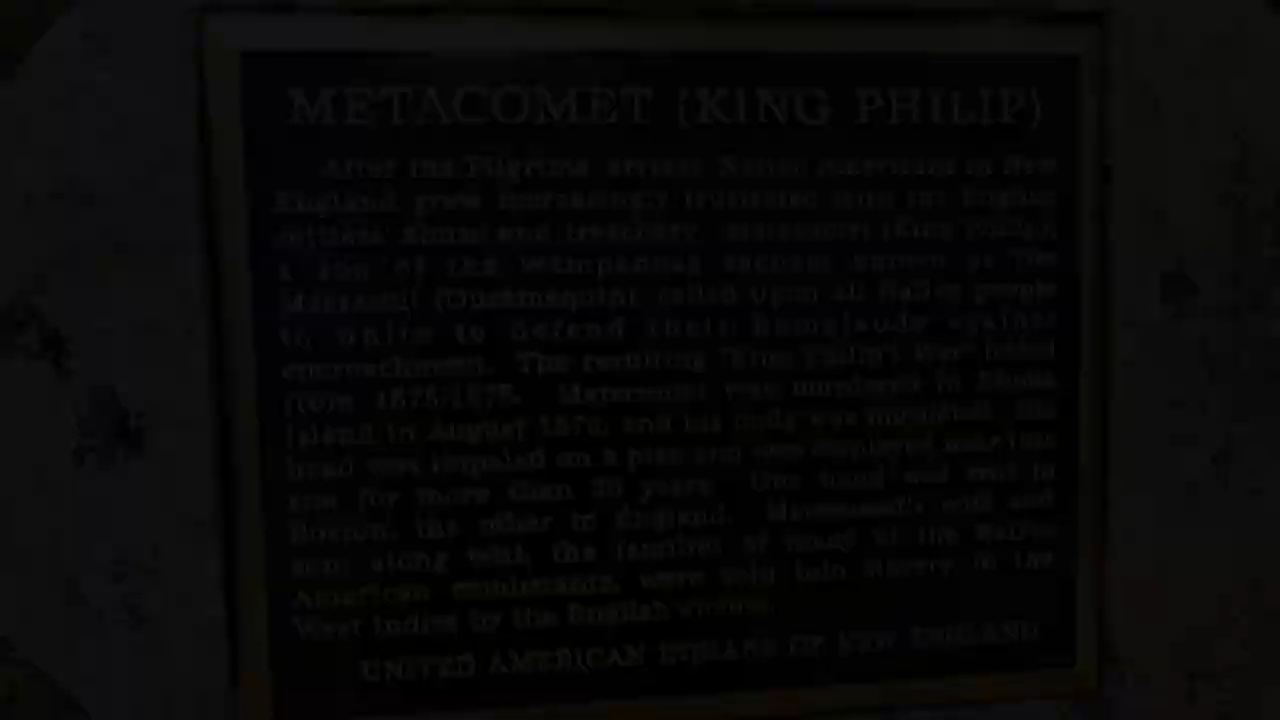 METACOMET (KING PHILIP)
After the Pilgrims' arrival Native Americans in New
England grew increasingly frustrated with the English
settlers' abuse and treachery. Metacomet (King Philip),
a son of the Wampanoag sachem known as the
Massasoit (Ousamequin), called upon all Native people
to unite to defend their homelands against
encroachment. The resulting "King Philip's War" lasted
from 1675-1676. Metacomet was murdered in Rhode
Island in August 1676, and his body was mutilated. His
head was impaled on a pike and was displayed near this
site for more than 20 years. One hand was sent to
Boston, the other to England. Metacomet's wife and
son, along with the families of many of the Native
American combatants, were sold into slavery in the
West Indies by the English victors.
UNITED AMERICAN INDIANS OF NEW ENGLAND